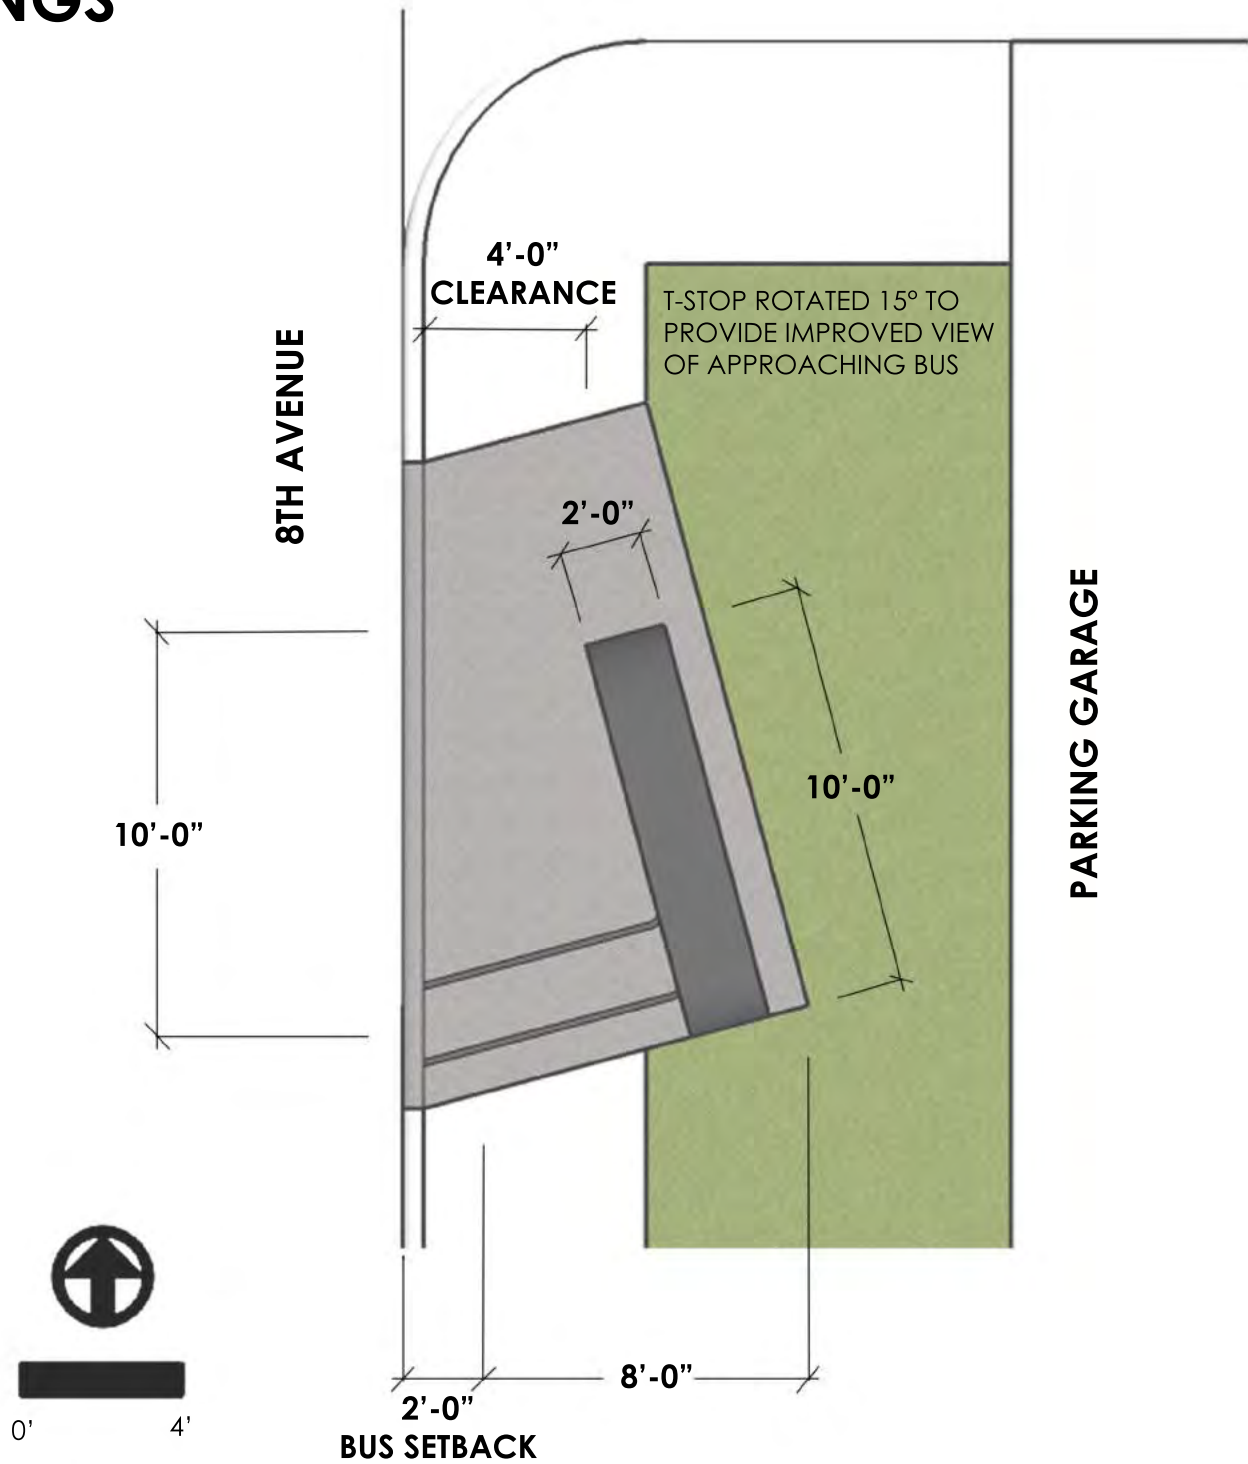 4’-0”
CLEARANCE
T-STOP ROTATED 15° TO
PROVIDE IMPROVED VIEW
OF APPROACHING BUS
8TH AVENUE
2’-0”
PARKING GARAGE
10’-0”
10’-0”
8’-0”
2’-0”
BUS SETBACK
0'
4'